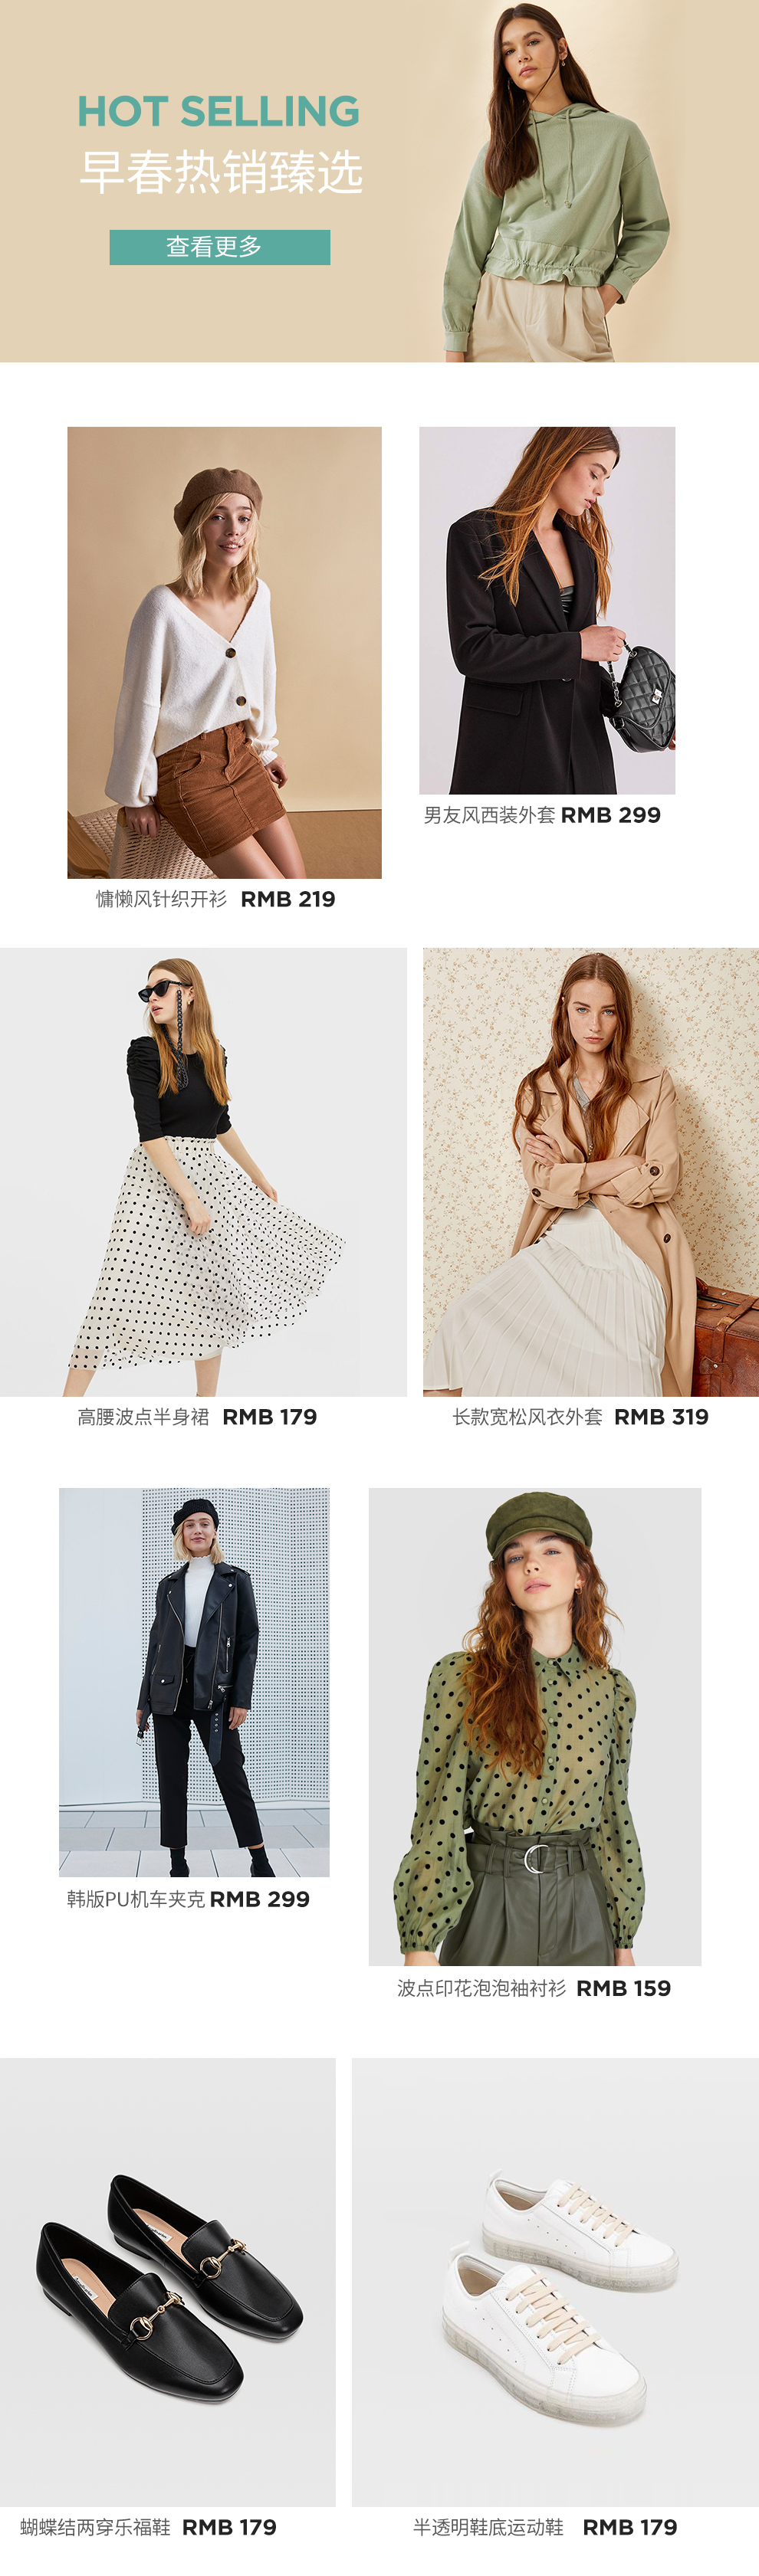 HOT SELLING
早春热销臻选
查看更多
男友风西装外套 RMB 299
慵懒风针织开衫 RMB 219
高腰波点半身裙 RMB 179
长款宽松风衣外套 RMB 319
韩版PU机车夹克 RMB 299
波点印花泡泡袖衬衫 RMB 159
蝴蝶结两穿乐福鞋 RMB 179
半透明鞋底运动鞋 RMB 179